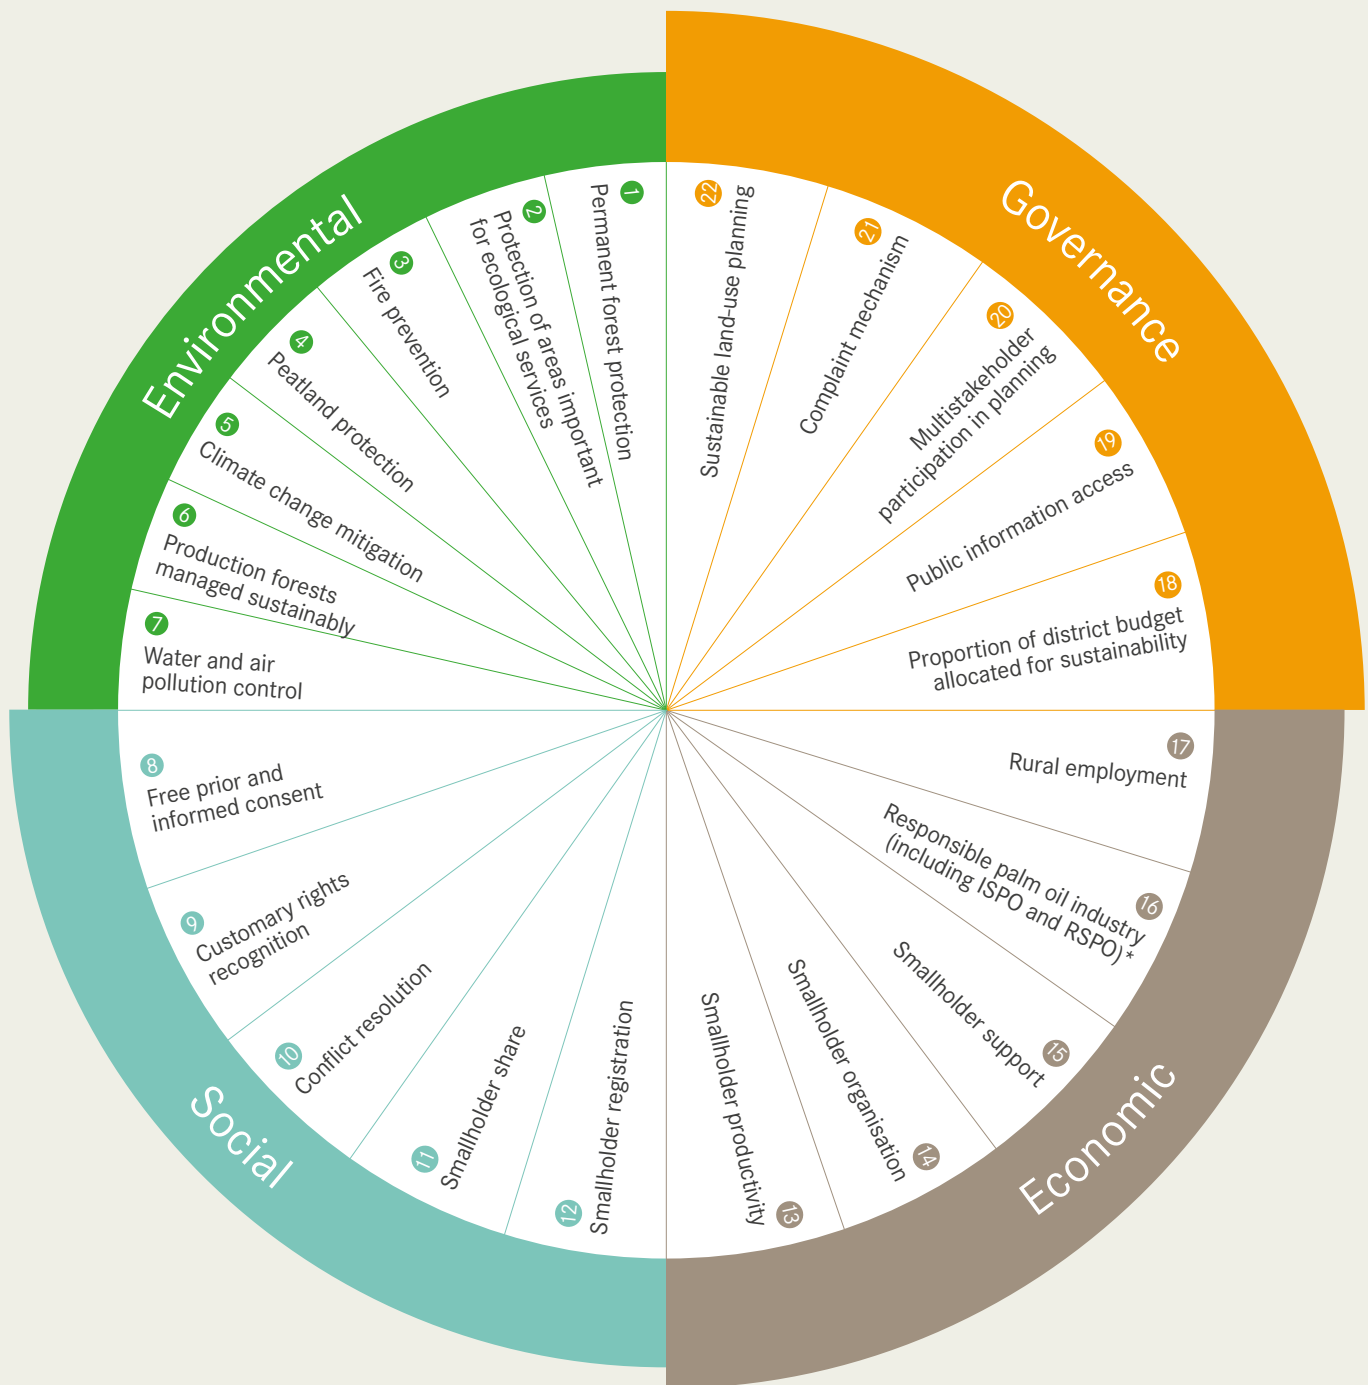 Environmental
1
Permanent forest protection
2
Protection of areas important
for ecological services
3
Fire prevention
4
Peatland protection
5
Climate change mitigation
6
Production forests
managed sustainably
7
Water and air
pollution control
Social
8
Free prior and
informed consent
9
Customary rights
recognition
10
Conflict resolution
11
Smallholder share
12
Smallholder registration
Economic
13
Smallholder productivity
14
Smallholder organisation
15
Smallholder support
16
Responsible palm oil industry
(including ISPO and RSPO) *
17
Rural employment
Governance
18
Proportion of district budget
allocated for sustainability
19
Public information access
20
Multistakeholder
participation in planning
21
Complaint mechanism
22
Sustainable land-use planning